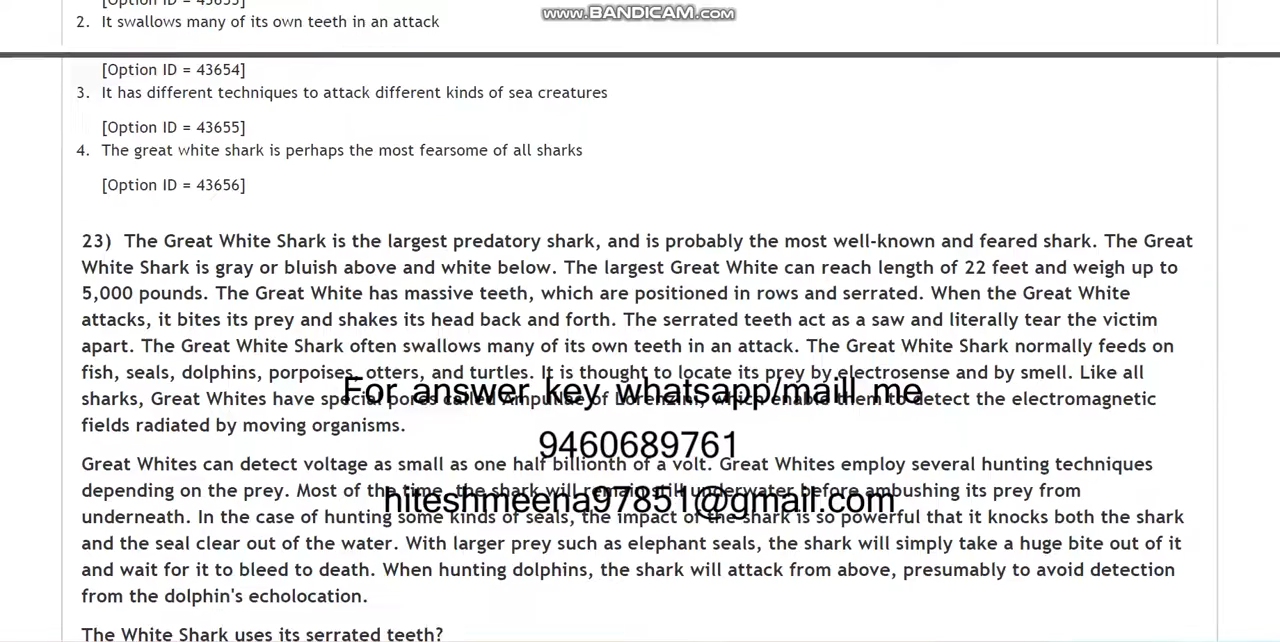 [Option ID = 43653]
www.BANDICAM.com
2. It swallows many of its own teeth in an attack
[Option ID = 43654]
3. It has different techniques to attack different kinds of sea creatures
[Option ID = 43655]
4. The great white shark is perhaps the most fearsome of all sharks
[Option ID = 43656]
23) The Great White Shark is the largest predatory shark, and is probably the most well-known and feared shark. The Great
White Shark is gray or bluish above and white below. The largest Great White can reach length of 22 feet and weigh up to
5,000 pounds. The Great White has massive teeth, which are positioned in rows and serrated. When the Great White
attacks, it bites its prey and shakes its head back and forth. The serrated teeth act as a saw and literally tear the victim
apart. The Great White Shark often swallows many of its own teeth in an attack. The Great White Shark normally feeds on
fish, seals, dolphins, porpoises, otters, and turtles. It is thought to locate its prey by electrosense and by smell. Like all
For answer key whatsapp/maill me
sharks, Great Whites have special pores called Ampullae of Lorenzini, which enable them to detect the electromagnetic
fields radiated by moving organisms.
9460689761
Great Whites can detect voltage as small as one half billionth of a volt. Great Whites employ several hunting techniques
depending on the prey. Most of the time, the shark will remain still underwater before ambushing its prey from
hiteshmeena97851@gmail.com
underneath. In the case of hunting some kinds of seals, the impact of the shark is so powerful that it knocks both the shark
and the seal clear out of the water. With larger prey such as elephant seals, the shark will simply take a huge bite out of it
and wait for it to bleed to death. When hunting dolphins, the shark will attack from above, presumably to avoid detection
from the dolphin's echolocation.
The White Shark uses its serrated teeth?